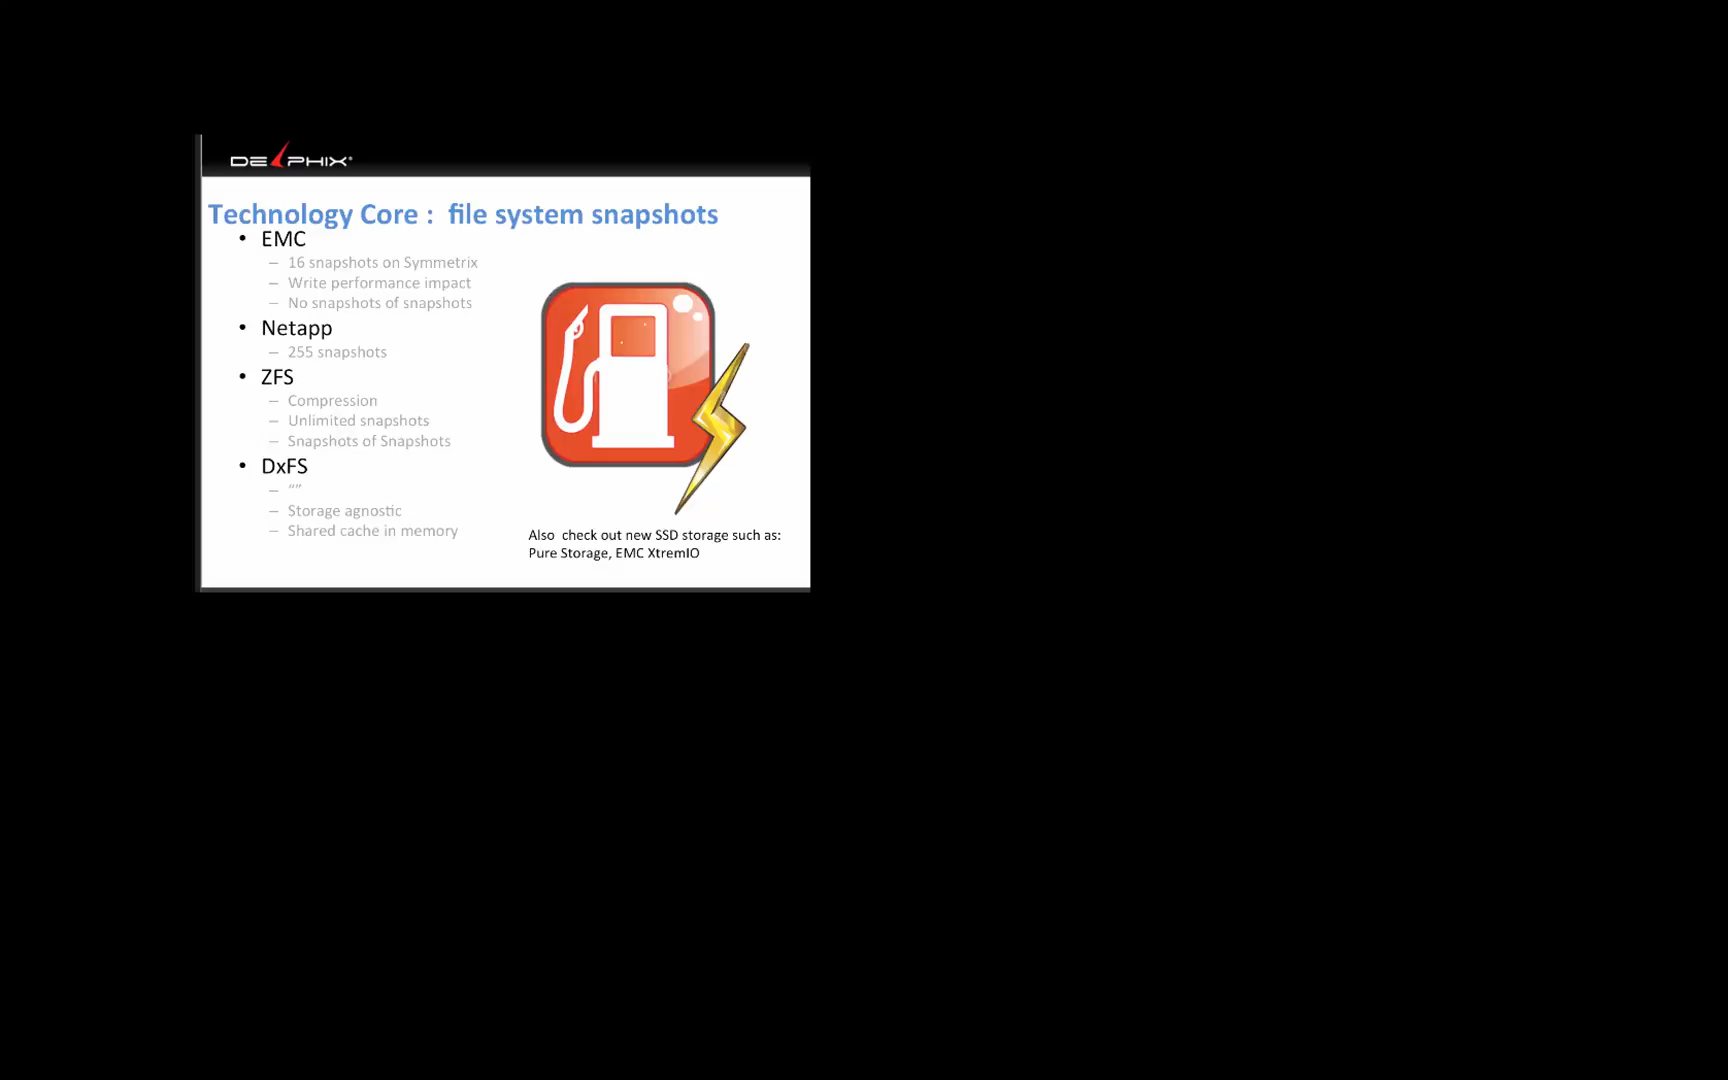 DELPHIX®
Technology Core :  file system snapshots
• EMC
– 16 snapshots on Symmetrix
– Write performance impact
– No snapshots of snapshots
• Netapp
– 255 snapshots
• ZFS
– Compression
– Unlimited snapshots
– Snapshots of Snapshots
• DxFS
– “”
– Storage agnostic
– Shared cache in memory
Also  check out new SSD storage such as:
Pure Storage, EMC XtremIO